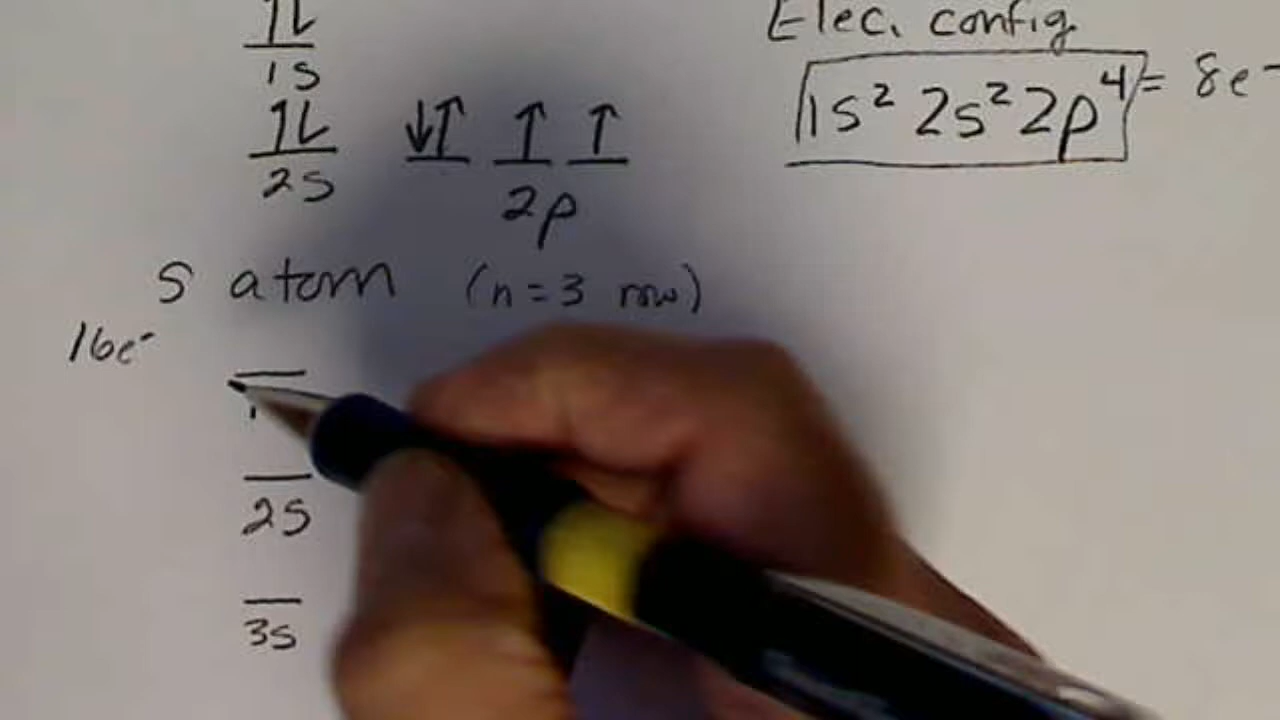 ↿⇂
1s
↿⇂ ↓↑ ↑ ↑
2s 2p
Elec. config
1s² 2s² 2p⁴ = 8e⁻
S atom (n=3 row)
16e⁻
2s
3s